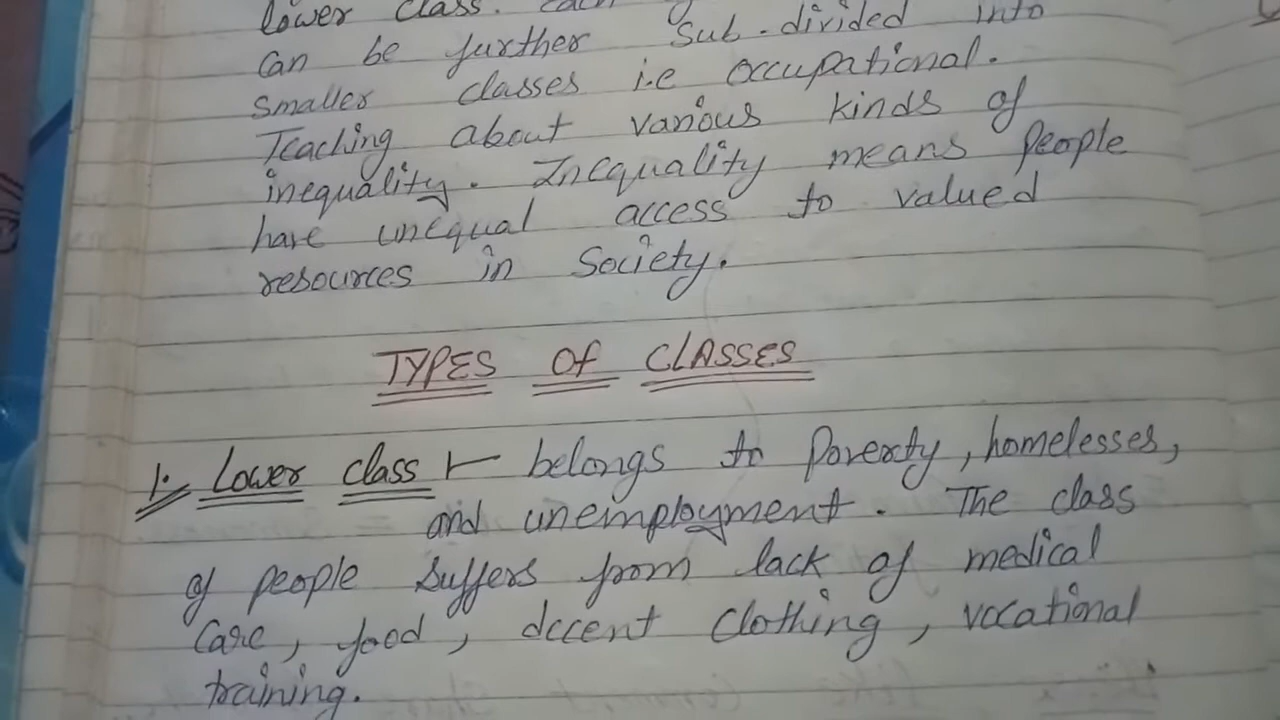 lower class. Each
can be further sub-divided into
smaller classes i.e occupational.
Teaching about various kinds of
inequality. Inequality means people
have unequal access to valued
resources in society.
TYPES OF CLASSES
1. Lower class :- belongs to Poverty, homelesses,
and unemployment. The class
of people suffers from lack of medical
care, food, decent clothing, vocational
training.